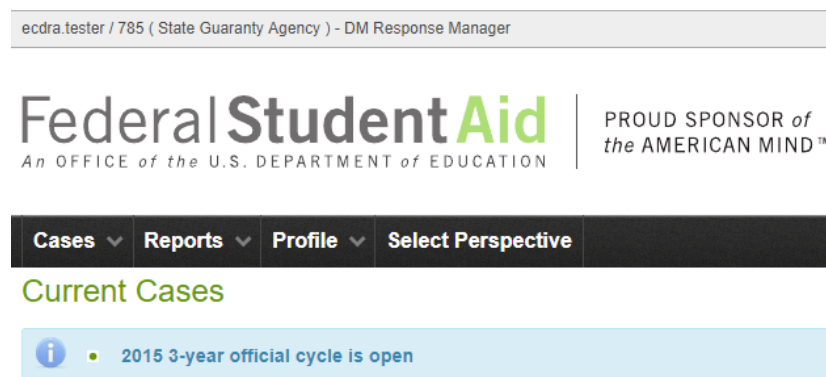 ecdra.tester / 785 ( State Guaranty Agency ) - DM Response Manager
Federal Student Aid
An OFFICE of the U.S. DEPARTMENT of EDUCATION
PROUD SPONSOR of
the AMERICAN MIND™
Cases Reports Profile Select Perspective
Current Cases
2015 3-year official cycle is open